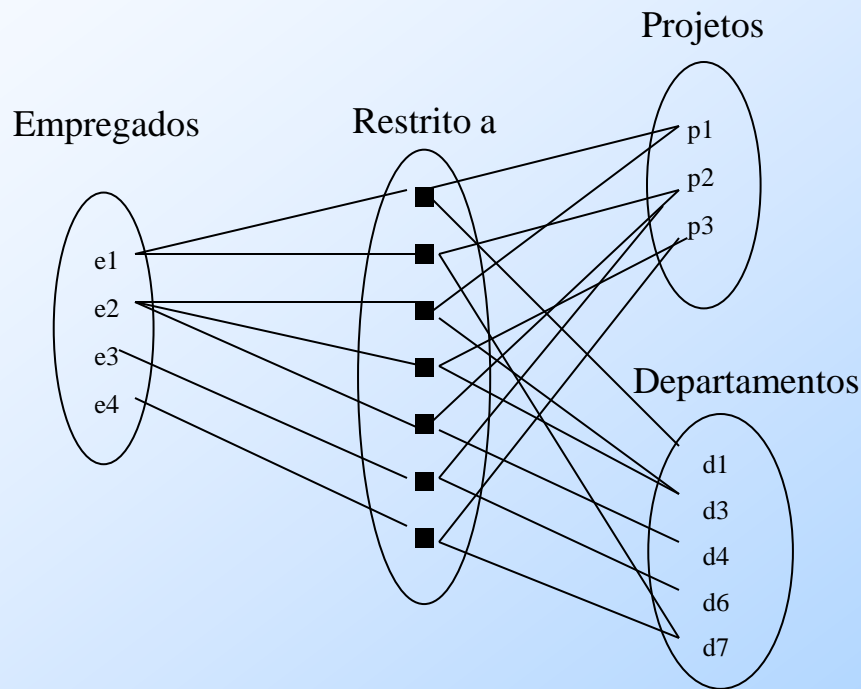 Projetos
Empregados
Restrito a
p1
p2
p3
e1
e2
e3
e4
Departamentos
d1
d3
d4
d6
d7